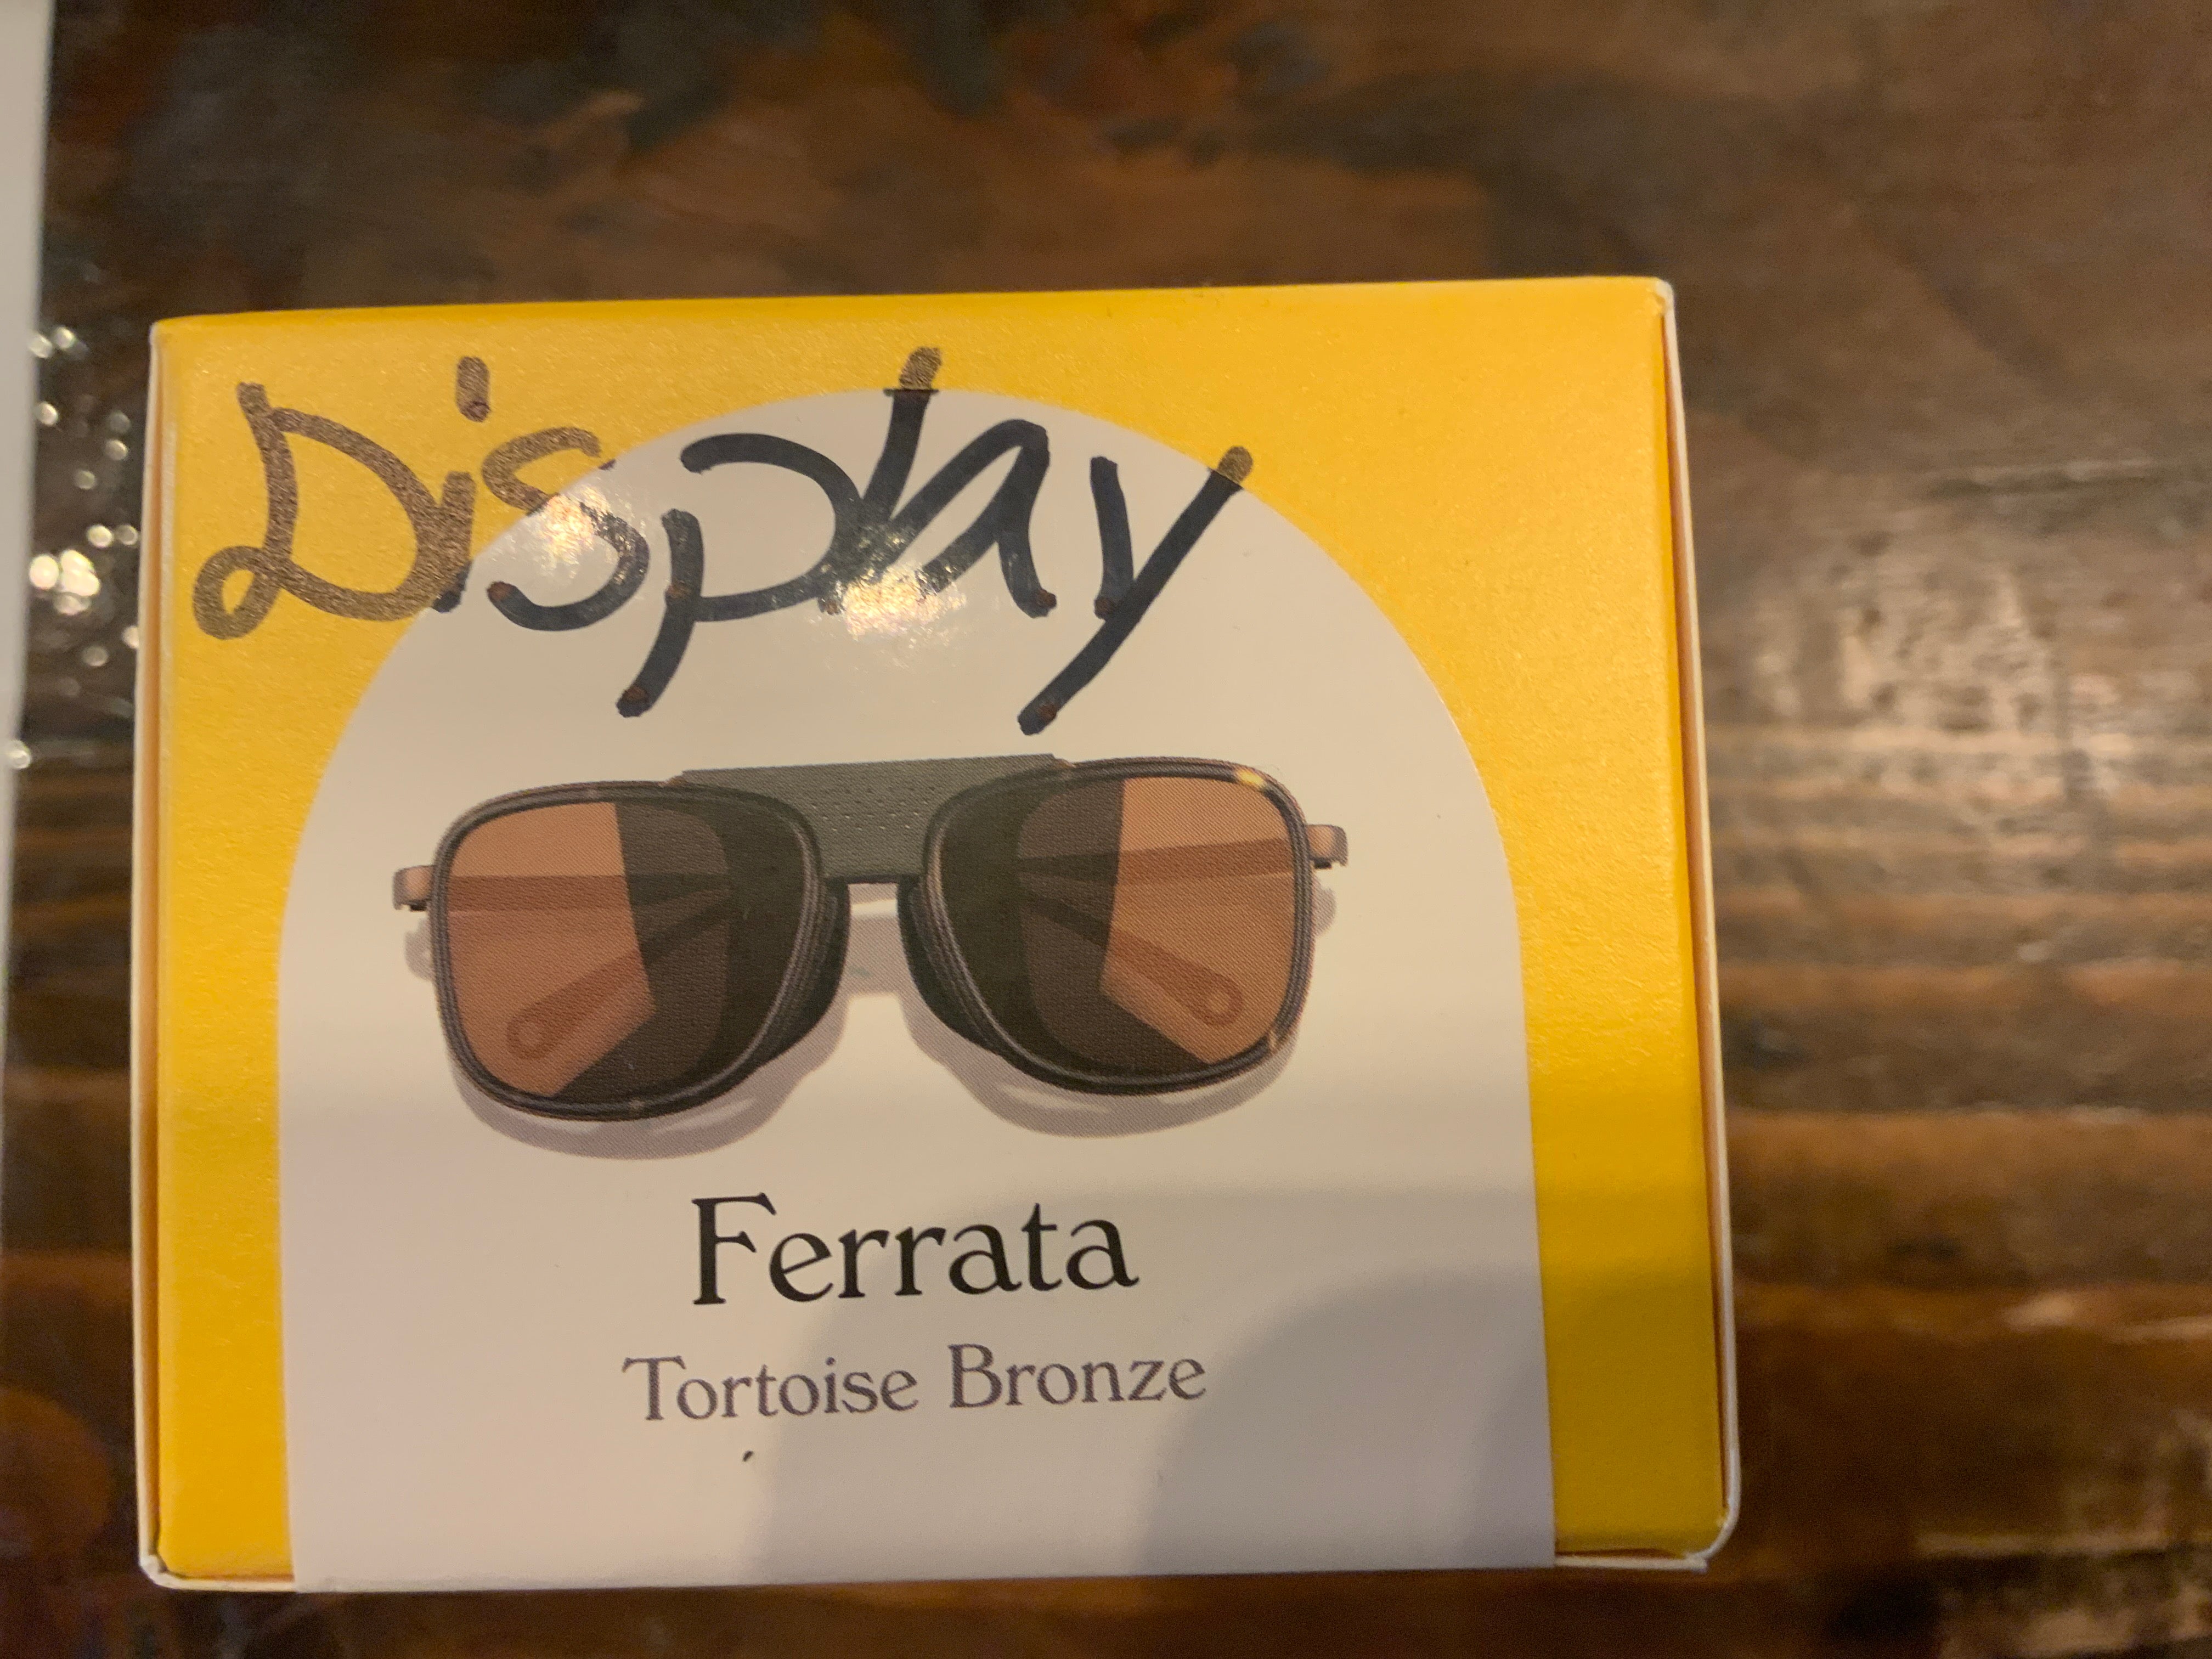 Display
Ferrata
Tortoise Bronze